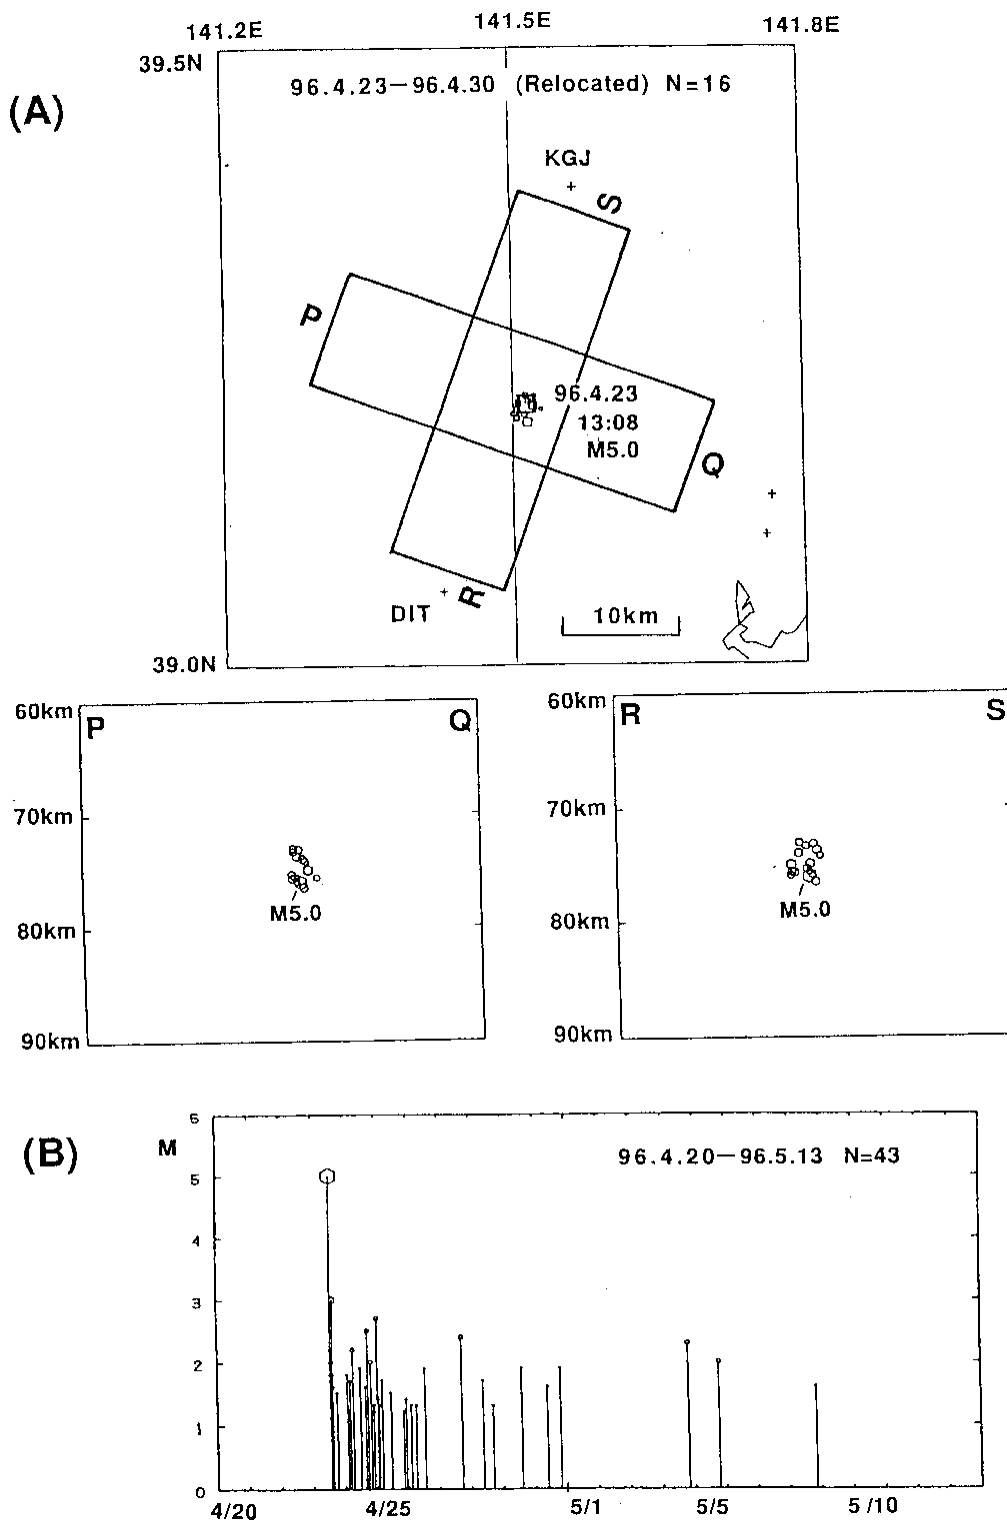 141.2E 141.5E 141.8E
39.5N
(A)
96.4.23−96.4.30 (Relocated) N=16
KGJ
S
P
96.4.23
13:08
M5.0
Q
R
DIT
10km
39.0N
60km P Q
70km
M5.0
80km
90km
60km R S
70km
M5.0
80km
90km
(B)
M
6
96.4.20−96.5.13 N=43
5
4
3
2
1
0
4/20 4/25 5/1 5/5 5/10